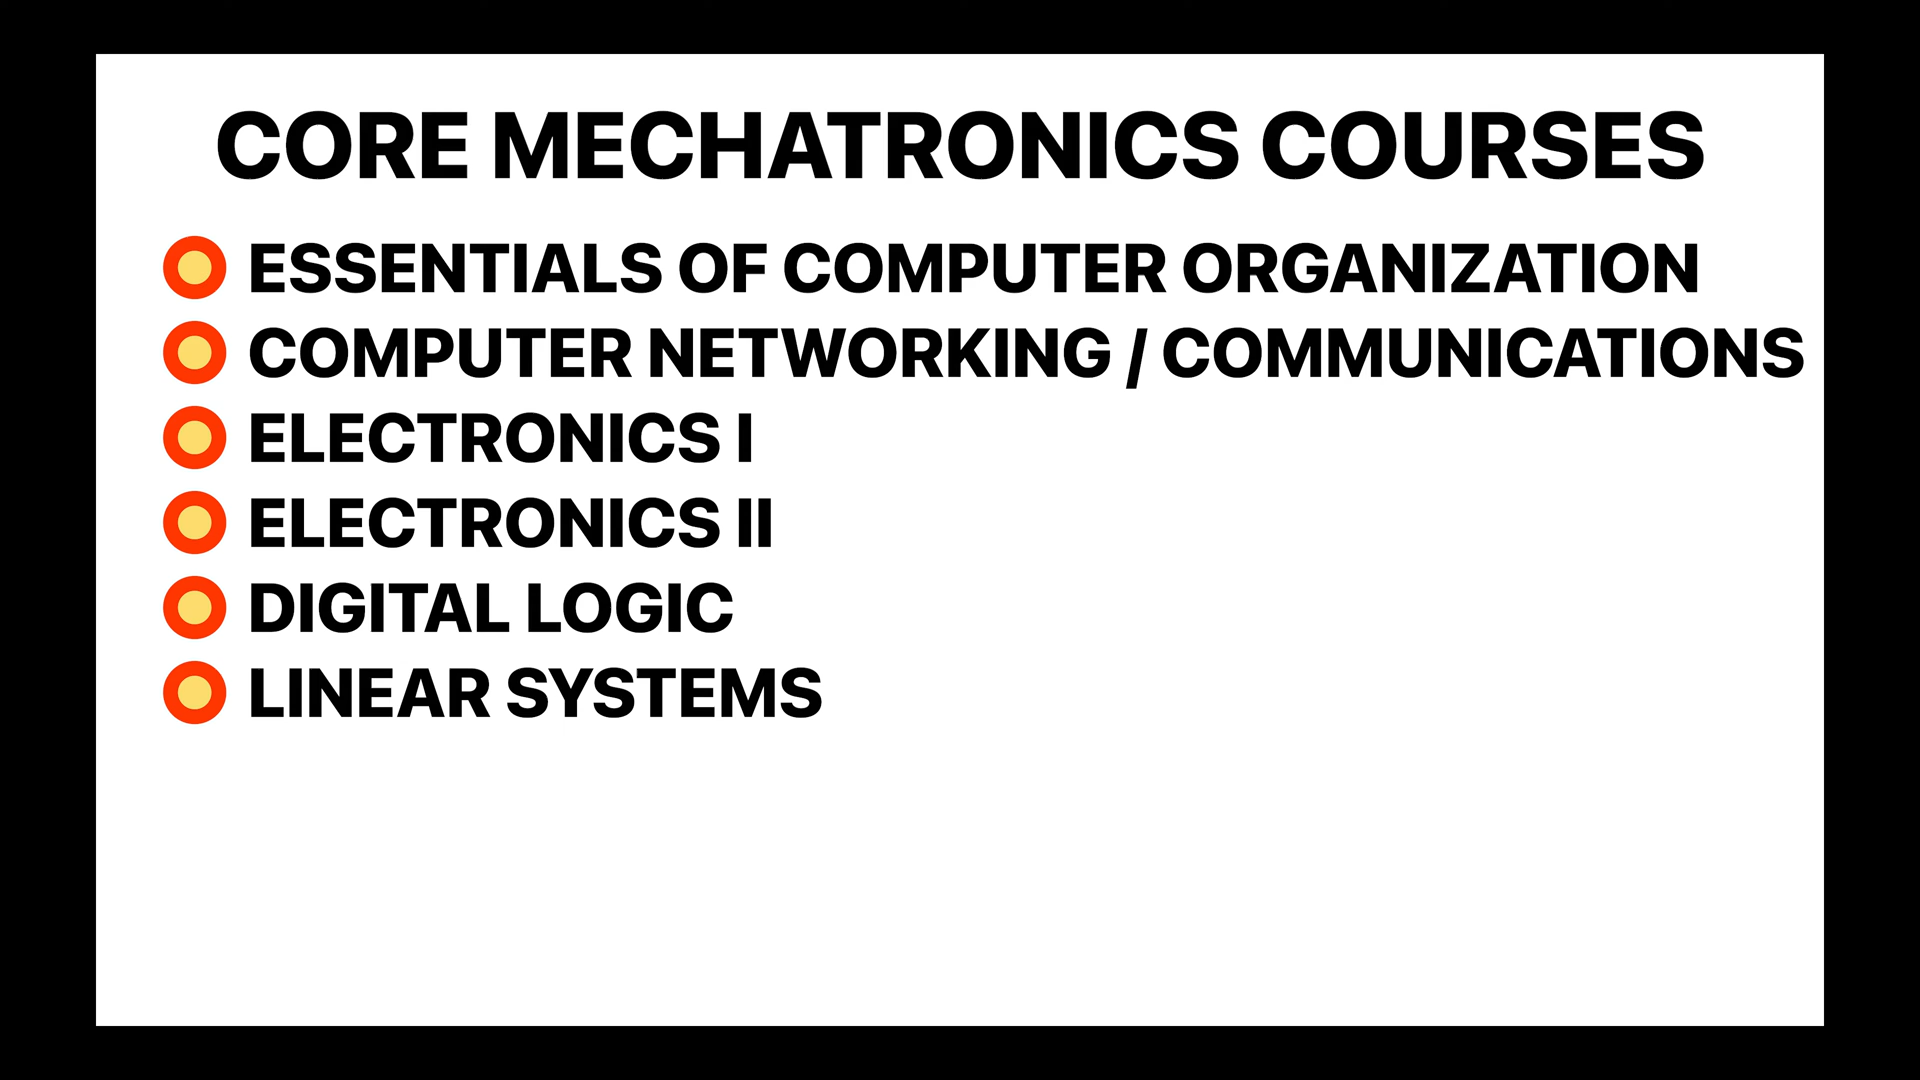 CORE MECHATRONICS COURSES
ESSENTIALS OF COMPUTER ORGANIZATION
COMPUTER NETWORKING / COMMUNICATIONS
ELECTRONICS I
ELECTRONICS II
DIGITAL LOGIC
LINEAR SYSTEMS